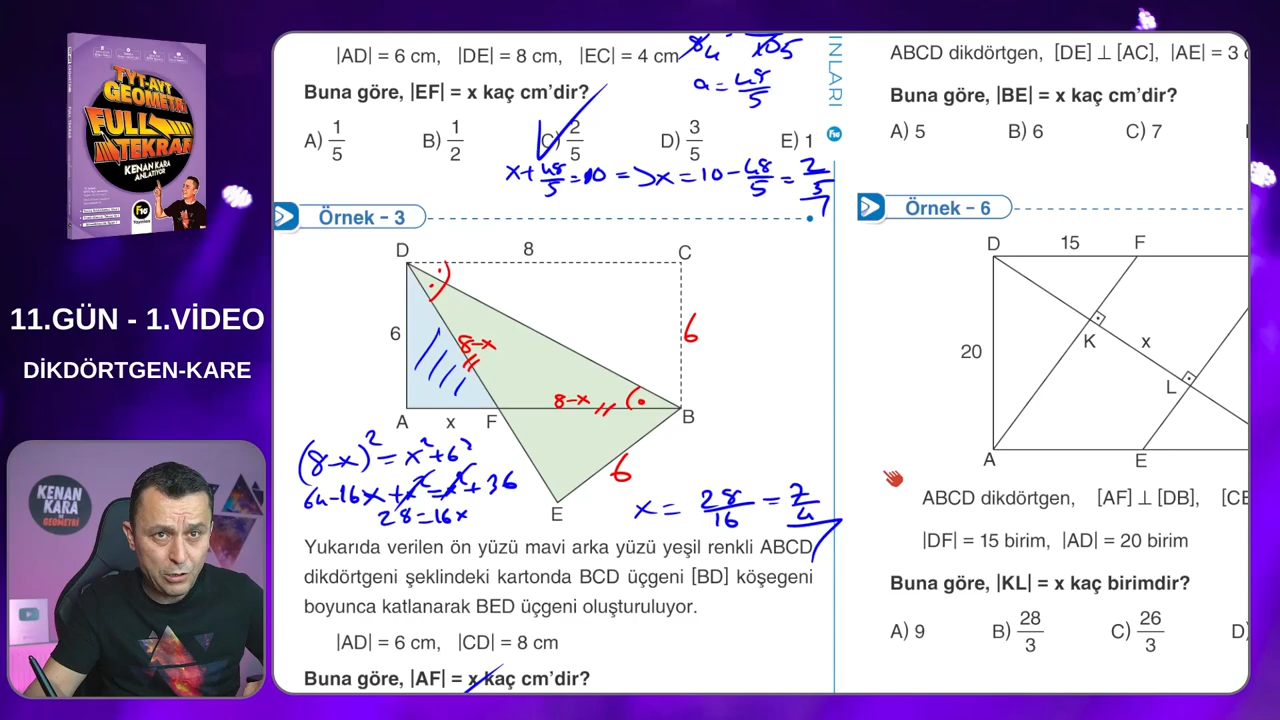 TYT-AYT
GEOMETRİ
FULL
TEKRAR
KENAN KARA
ANLATIYOR
11.GÜN - 1.VİDEO
DİKDÖRTGEN-KARE
KENAN
KARA
GEOMETRİ
|AD| = 6 cm, |DE| = 8 cm, |EC| = 4 cm
Buna göre, |EF| = x kaç cm'dir?
A) 1/5 B) 1/2 C) 2/5 D) 3/5 E) 1
a = 48/5
x + 48/5 = 10 => x = 10 - 48/5 = 2/5
Örnek - 3
D 8 C
6 6
8-x
8-x
A x F B
6
E
(8-x)² = x² + 6²
64-16x+x² = x²+36
28 = 16x
x = 28/16 = 7/4
Yukarıda verilen ön yüzü mavi arka yüzü yeşil renkli ABCD
dikdörtgeni şeklindeki kartonda BCD üçgeni [BD] köşegeni
boyunca katlanarak BED üçgeni oluşturuluyor.
|AD| = 6 cm, |CD| = 8 cm
Buna göre, |AF| = x kaç cm'dir?
INLARI
ABCD dikdörtgen, [DE] ⊥ [AC], |AE| = 3
Buna göre, |BE| = x kaç cm'dir?
A) 5 B) 6 C) 7
Örnek - 6
D 15 F
K x
20
L
A E
ABCD dikdörtgen, [AF] ⊥ [DB], [CE
|DF| = 15 birim, |AD| = 20 birim
Buna göre, |KL| = x kaç birimdir?
A) 9 B) 28/3 C) 26/3 D)